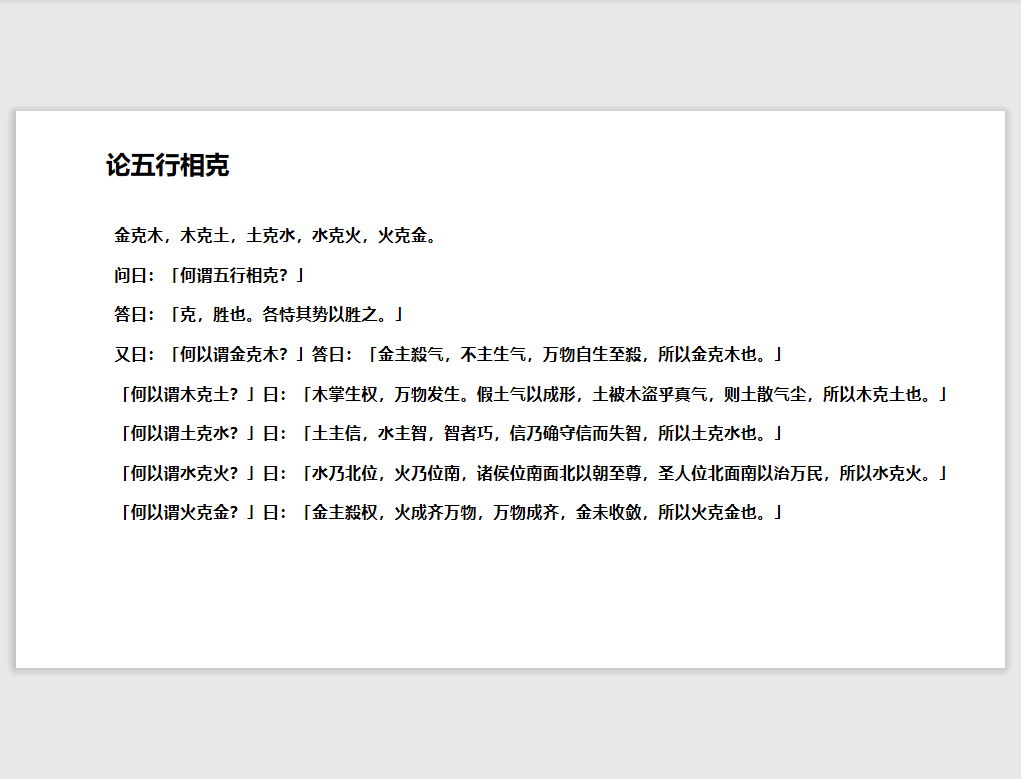 论五行相克
金克木，木克土，土克水，水克火，火克金。
问曰：「何谓五行相克？」
答曰：「克，胜也。各恃其势以胜之。」
又曰：「何以谓金克木？」答曰：「金主殺气，不主生气，万物自生至殺，所以金克木也。」
「何以谓木克土？」曰：「木掌生权，万物发生。假土气以成形，土被木盗乎真气，则土散气尘，所以木克土也。」
「何以谓土克水？」曰：「土主信，水主智，智者巧，信乃确守信而失智，所以土克水也。」
「何以谓水克火？」曰：「水乃北位，火乃位南，诸侯位南面北以朝至尊，圣人位北面南以治万民，所以水克火。」
「何以谓火克金？」曰：「金主殺权，火成齐万物，万物成齐，金未收敛，所以火克金也。」